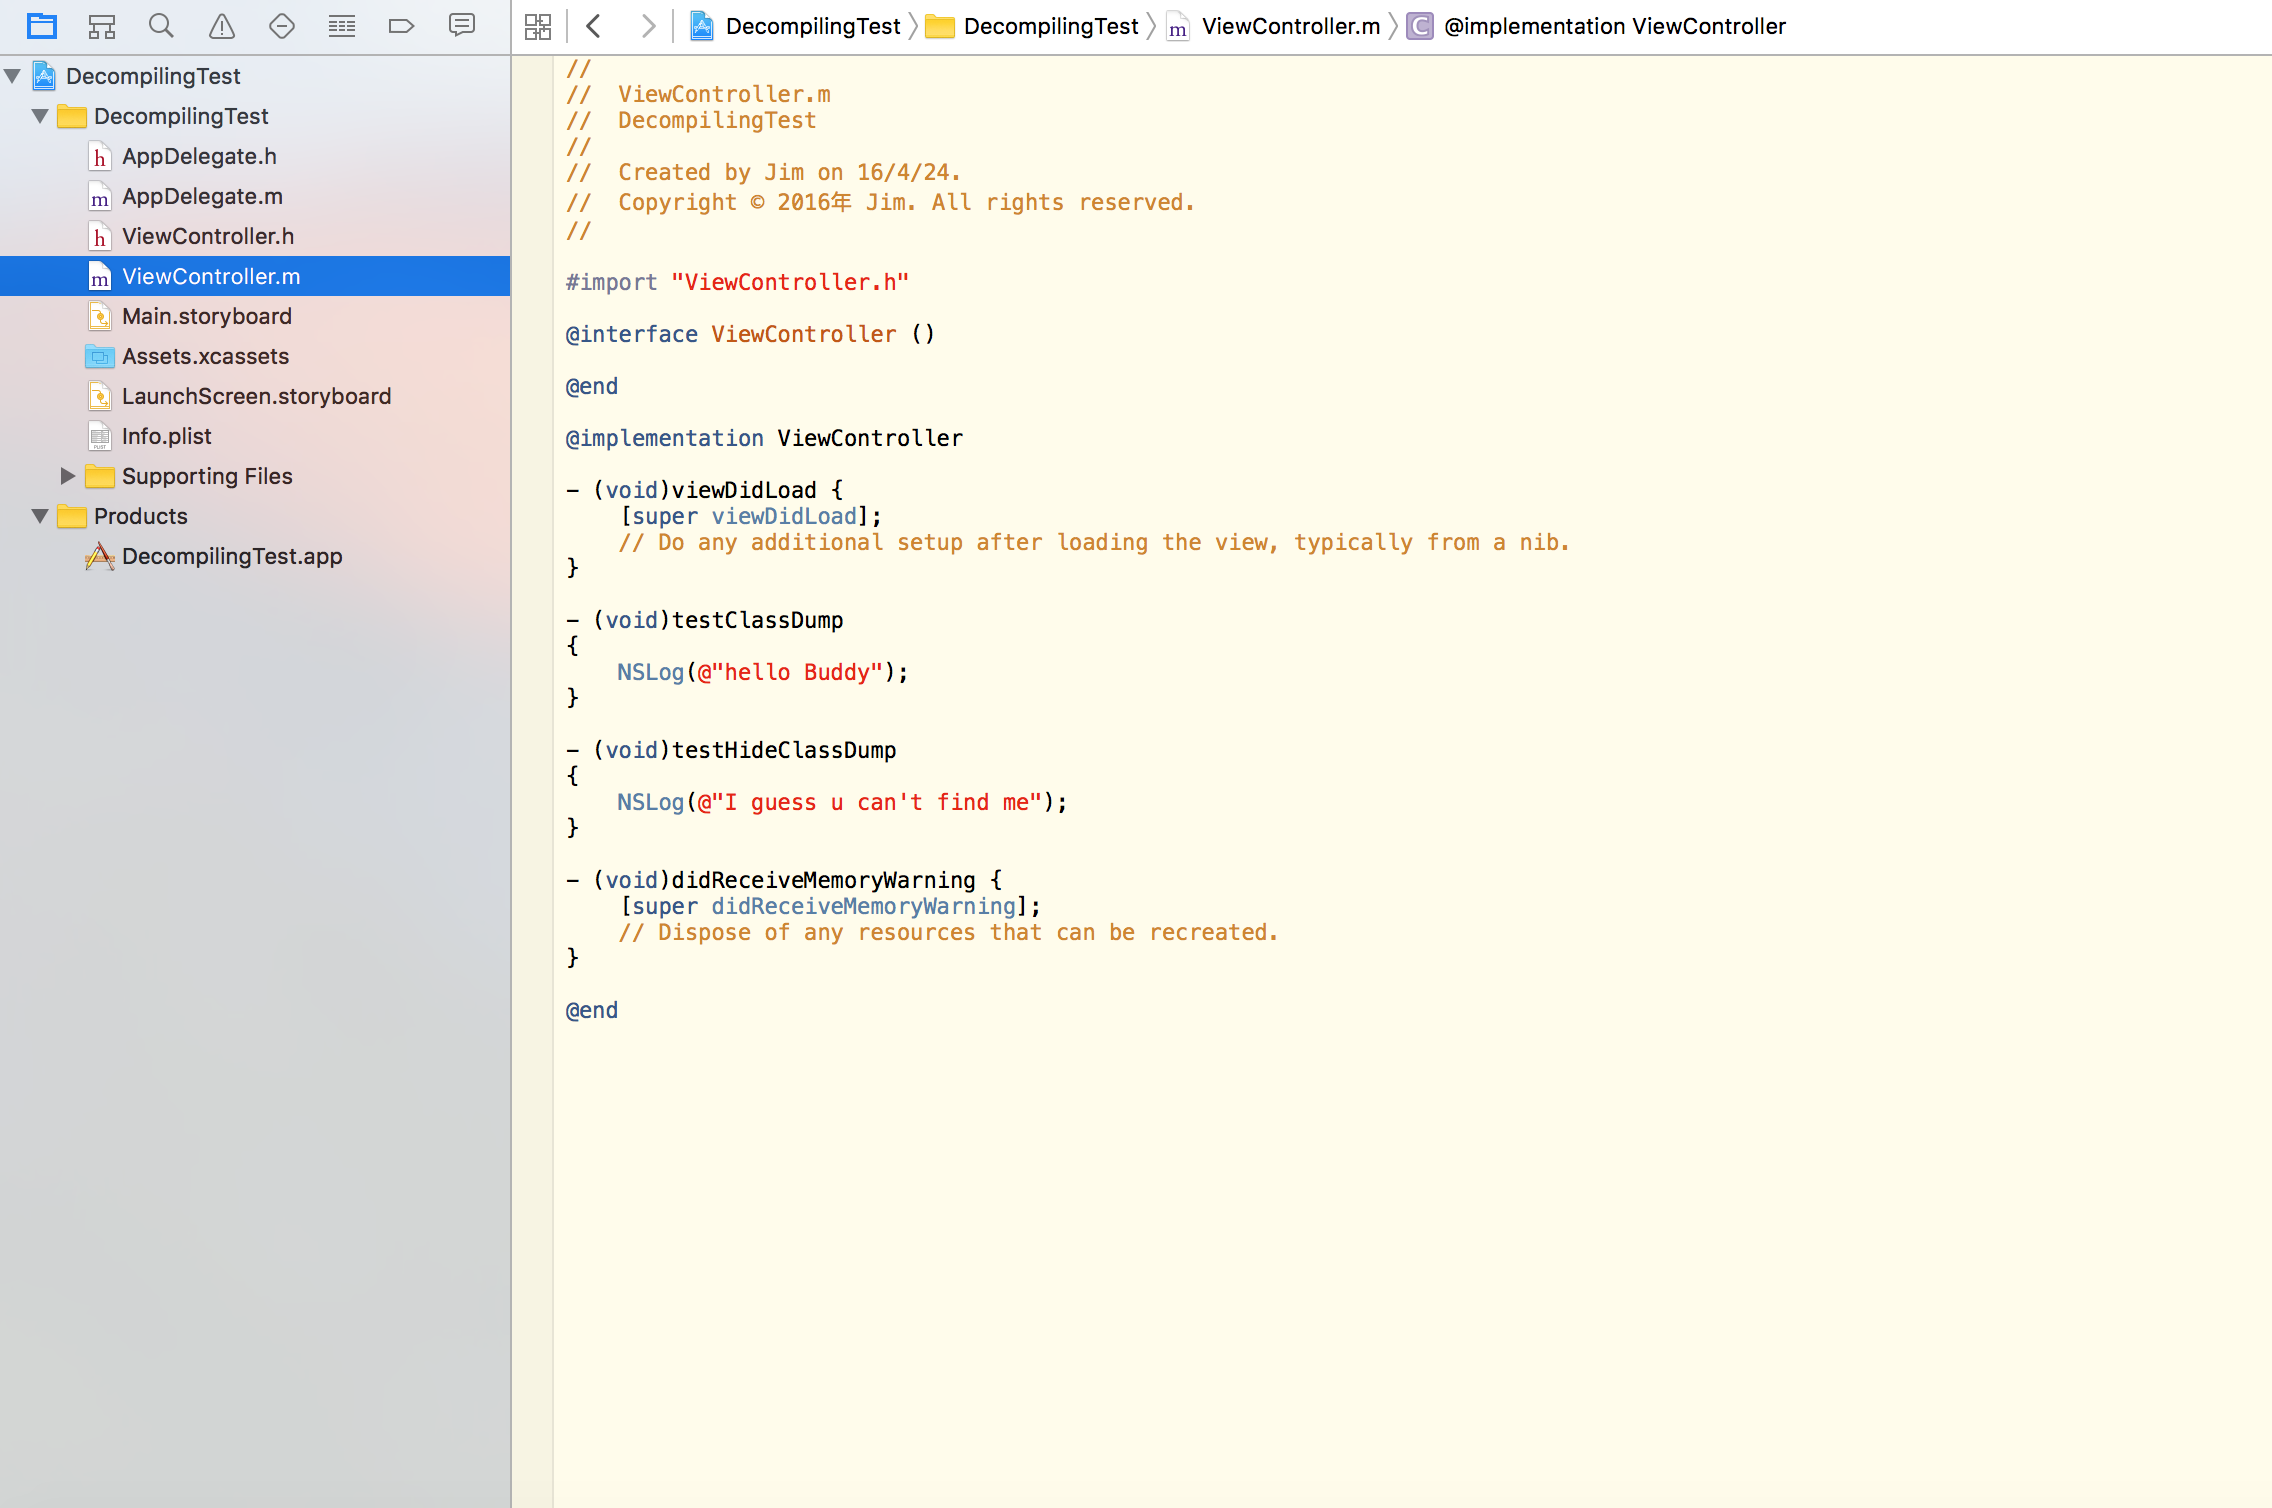 DecompilingTest
DecompilingTest
AppDelegate.h
AppDelegate.m
ViewController.h
ViewController.m
Main.storyboard
Assets.xcassets
LaunchScreen.storyboard
Info.plist
Supporting Files
Products
DecompilingTest.app
DecompilingTest DecompilingTest ViewController.m C @implementation ViewController
//
//  ViewController.m
//  DecompilingTest
//
//  Created by Jim on 16/4/24.
//  Copyright © 2016年 Jim. All rights reserved.
//
#import "ViewController.h"
@interface ViewController ()
@end
@implementation ViewController
- (void)viewDidLoad {
    [super viewDidLoad];
    // Do any additional setup after loading the view, typically from a nib.
}
- (void)testClassDump
{
    NSLog(@"hello Buddy");
}
- (void)testHideClassDump
{
    NSLog(@"I guess u can't find me");
}
- (void)didReceiveMemoryWarning {
    [super didReceiveMemoryWarning];
    // Dispose of any resources that can be recreated.
}
@end